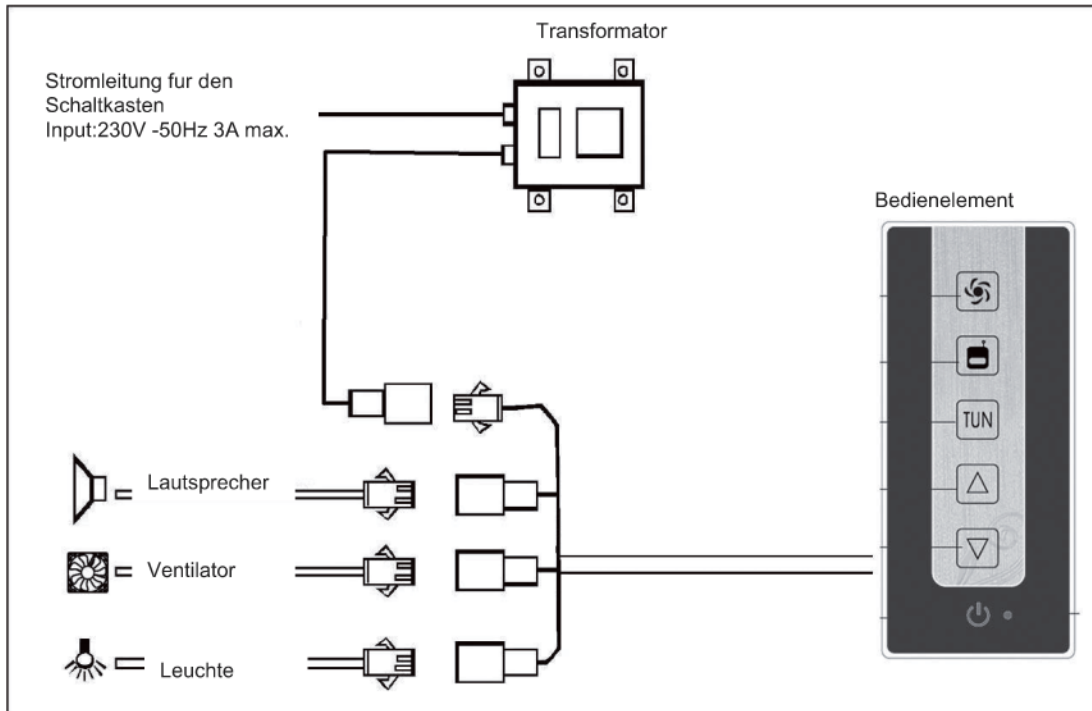 Transformator
Stromleitung fur den
Schaltkasten
Input:230V -50Hz 3A max.
Bedienelement
TUN
Lautsprecher
Ventilator
Leuchte